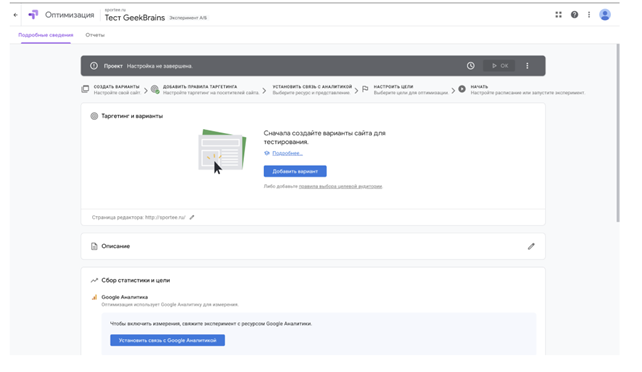 sportex.ru
Оптимизация
Тест GeekBrains Эксперимент A/B
Подробные сведения Отчеты
Проект Настройка не завершена. ОК
СОЗДАТЬ ВАРИАНТЫ
Настройте свой сайт.
ДОБАВИТЬ ПРАВИЛА ТАРГЕТИНГА
Настройте таргетинг на посетителей сайта.
УСТАНОВИТЬ СВЯЗЬ С АНАЛИТИКОЙ
Выберите ресурс и представление.
НАСТРОИТЬ ЦЕЛИ
Выберите цели для оптимизации.
НАЧАТЬ
Настройте расписание или запустите эксперимент.
Таргетинг и варианты
Сначала создайте варианты сайта для
тестирования.
Подробнее…
Добавить вариант
Либо добавьте правила выбора целевой аудитории.
Страница редактора: http://sportex.ru/
Описание
Сбор статистики и цели
Google Аналитика
Оптимизация использует Google Аналитику для измерения
Чтобы включить измерения, свяжите эксперимент с ресурсом Google Аналитики.
Установить связь с Google Аналитикой